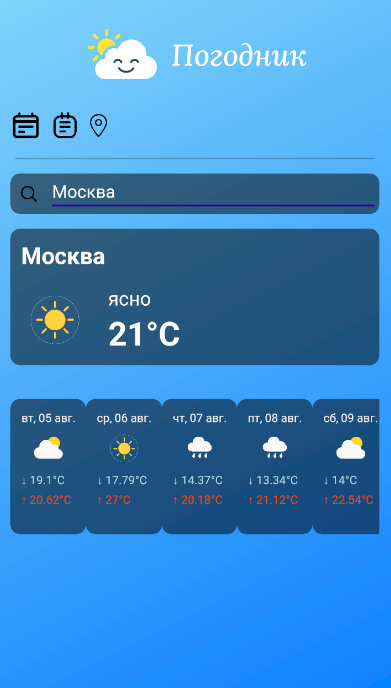 Погодник
Москва
Москва
ясно
21°C
вт, 05 авг.
↓ 19.1°C
↑ 20.62°C
ср, 06 авг.
↓ 17.79°C
↑ 27°C
чт, 07 авг.
↓ 14.37°C
↑ 20.18°C
пт, 08 авг.
↓ 13.34°C
↑ 21.12°C
сб, 09 авг.
↓ 14°C
↑ 22.54°C